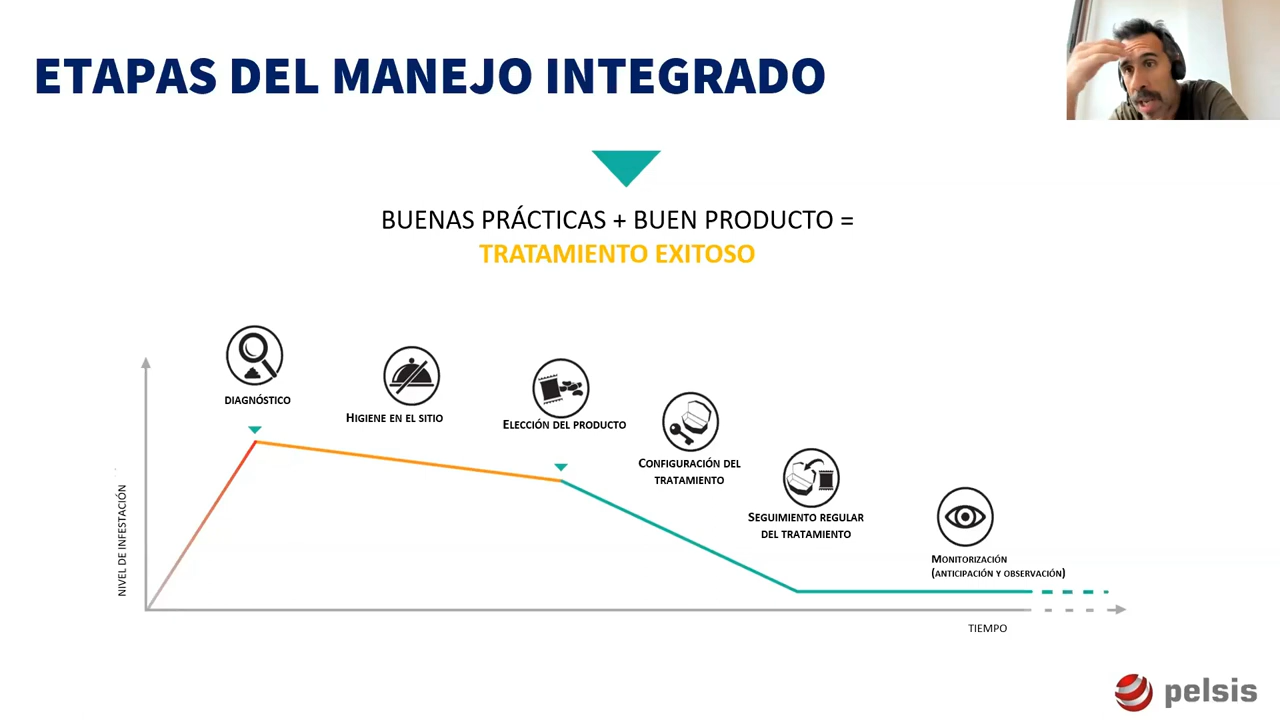 ETAPAS DEL MANEJO INTEGRADO
BUENAS PRÁCTICAS + BUEN PRODUCTO =
TRATAMIENTO EXITOSO
DIAGNÓSTICO
HIGIENE EN EL SITIO
ELECCIÓN DEL PRODUCTO
CONFIGURACIÓN DEL
TRATAMIENTO
SEGUIMIENTO REGULAR
DEL TRATAMIENTO
MONITORIZACIÓN
(ANTICIPACIÓN Y OBSERVACIÓN)
NIVEL DE INFESTACIÓN
TIEMPO
pelsis